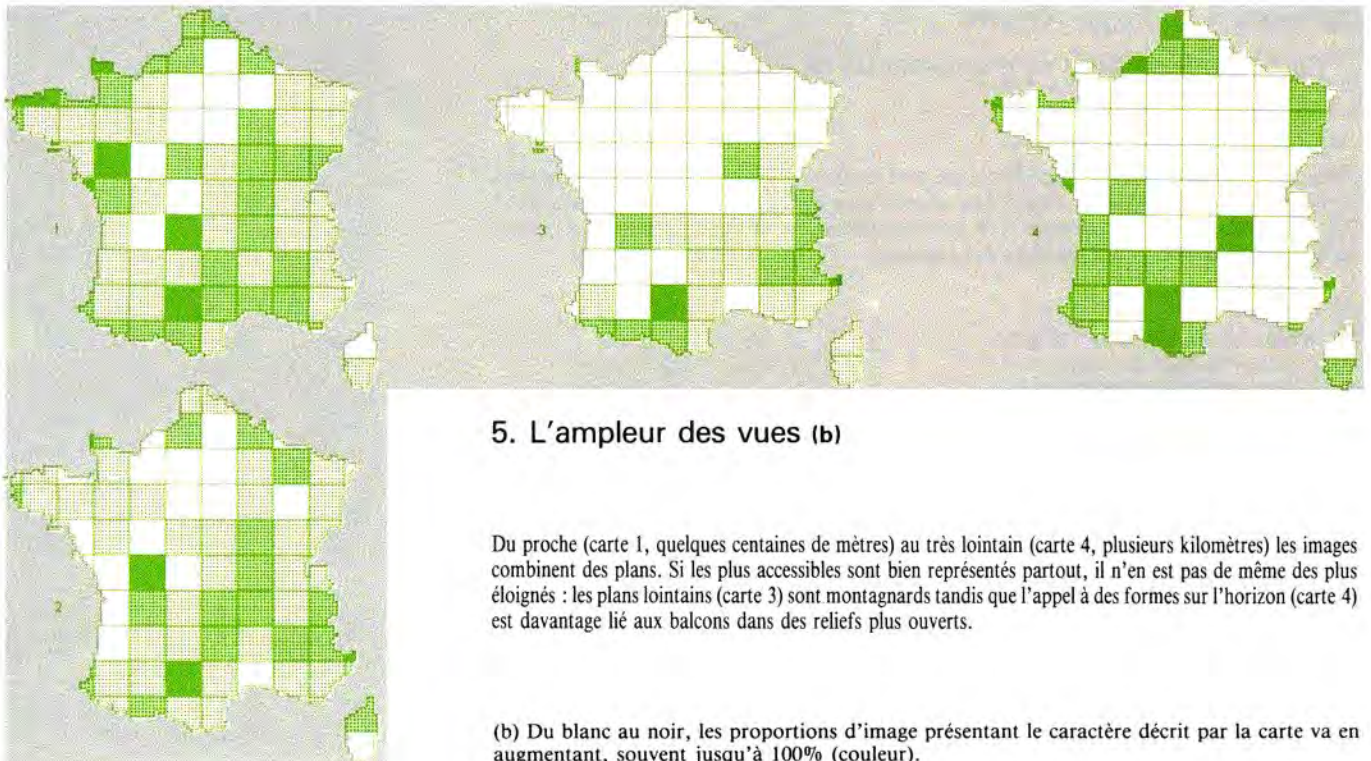 1
3
4
2
5. L'ampleur des vues (b)
Du proche (carte 1, quelques centaines de mètres) au très lointain (carte 4, plusieurs kilomètres) les images
combinent des plans. Si les plus accessibles sont bien représentés partout, il n'en est pas de même des plus
éloignés : les plans lointains (carte 3) sont montagnards tandis que l'appel à des formes sur l'horizon (carte 4)
est davantage lié aux balcons dans des reliefs plus ouverts.
(b) Du blanc au noir, les proportions d'image présentant le caractère décrit par la carte va en
augmentant, souvent jusqu'à 100% (couleur).